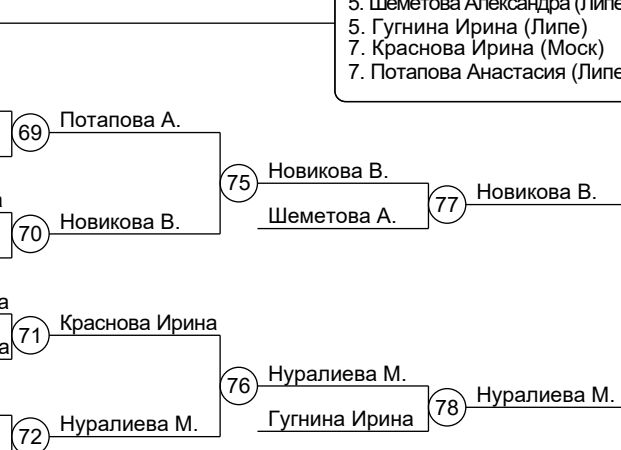 5. Шеметова Александра (Липе
5. Гугнина Ирина (Липе)
7. Краснова Ирина (Моск)
7. Потапова Анастасия (Липе
69 Потапова А.
75 Новикова В.
Шеметова А.
77 Новикова В.
а
70 Новикова В.
а
71 Краснова Ирина
а
76 Нуралиева М.
Гугнина Ирина
78 Нуралиева М.
72 Нуралиева М.